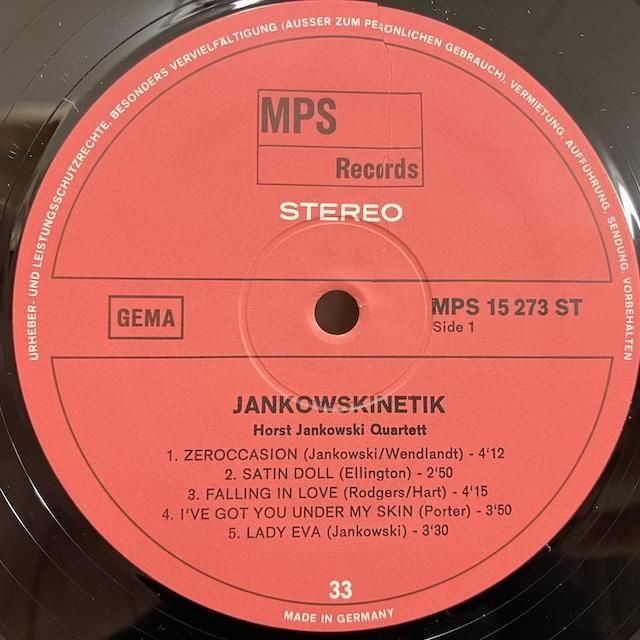 URHEBER- UND LEISTUNGSSCHUTZRECHTE, BESONDERS VERVIELFÄLTIGUNG (AUSSER ZUM PERSÖNLICHEN GEBRAUCH), VERMIETUNG, AUFFÜHRUNG, SENDUNG, VORBEHALTEN
MPS
Records
STEREO
GEMA
MPS 15 273 ST
Side 1
JANKOWSKINETIK
Horst Jankowski Quartett
1. ZEROCCASION (Jankowski/Wendlandt) - 4'12
2. SATIN DOLL (Ellington) - 2'50
3. FALLING IN LOVE (Rodgers/Hart) - 4'15
4. I'VE GOT YOU UNDER MY SKIN (Porter) - 3'50
5. LADY EVA (Jankowski) - 3'30
33
MADE IN GERMANY